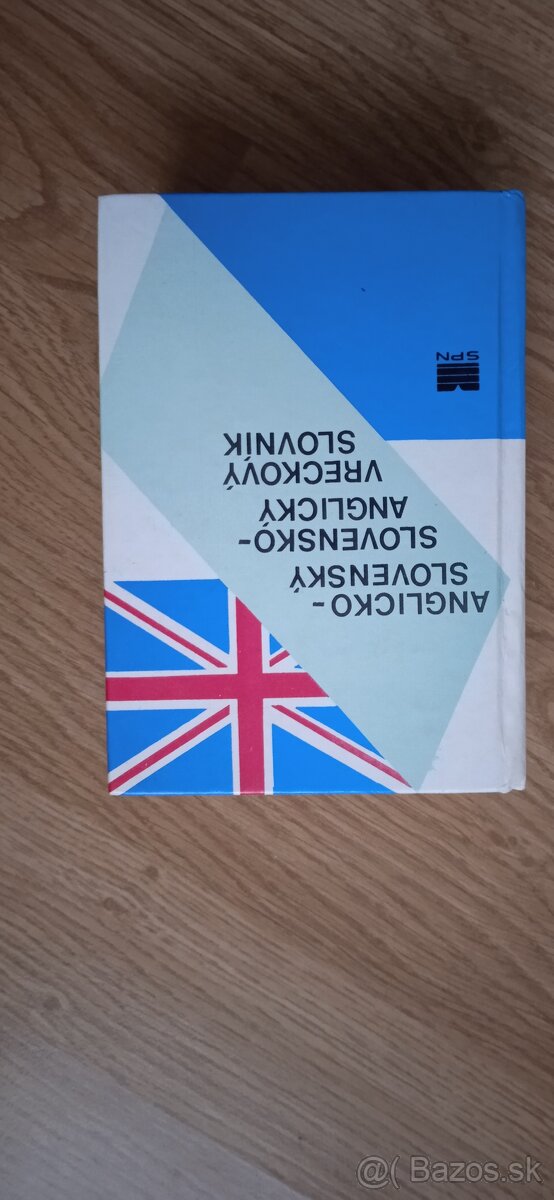 ANGLICKO-
SLOVENSKÝ
SLOVENSKO-
ANGLICKÝ
VRECKOVÝ
SLOVNÍK
SPN
@( Bazos.sk